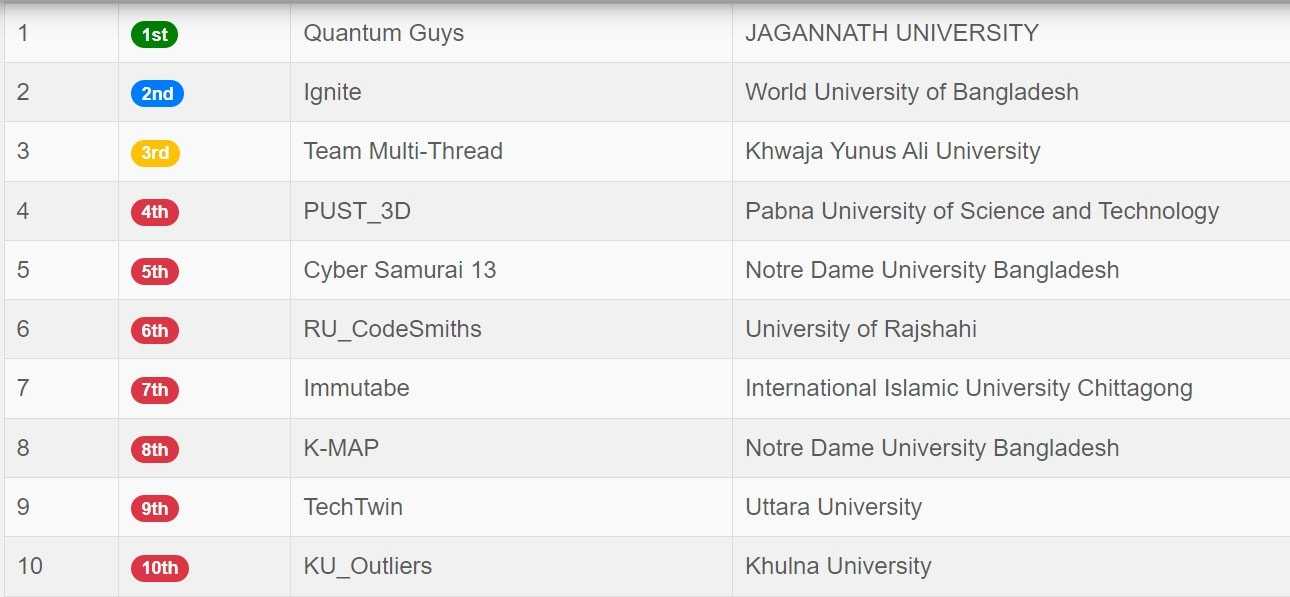 1 1st Quantum Guys JAGANNATH UNIVERSITY
2 2nd Ignite World University of Bangladesh
3 3rd Team Multi-Thread Khwaja Yunus Ali University
4 4th PUST_3D Pabna University of Science and Technology
5 5th Cyber Samurai 13 Notre Dame University Bangladesh
6 6th RU_CodeSmiths University of Rajshahi
7 7th Immutabe International Islamic University Chittagong
8 8th K-MAP Notre Dame University Bangladesh
9 9th TechTwin Uttara University
10 10th KU_Outliers Khulna University